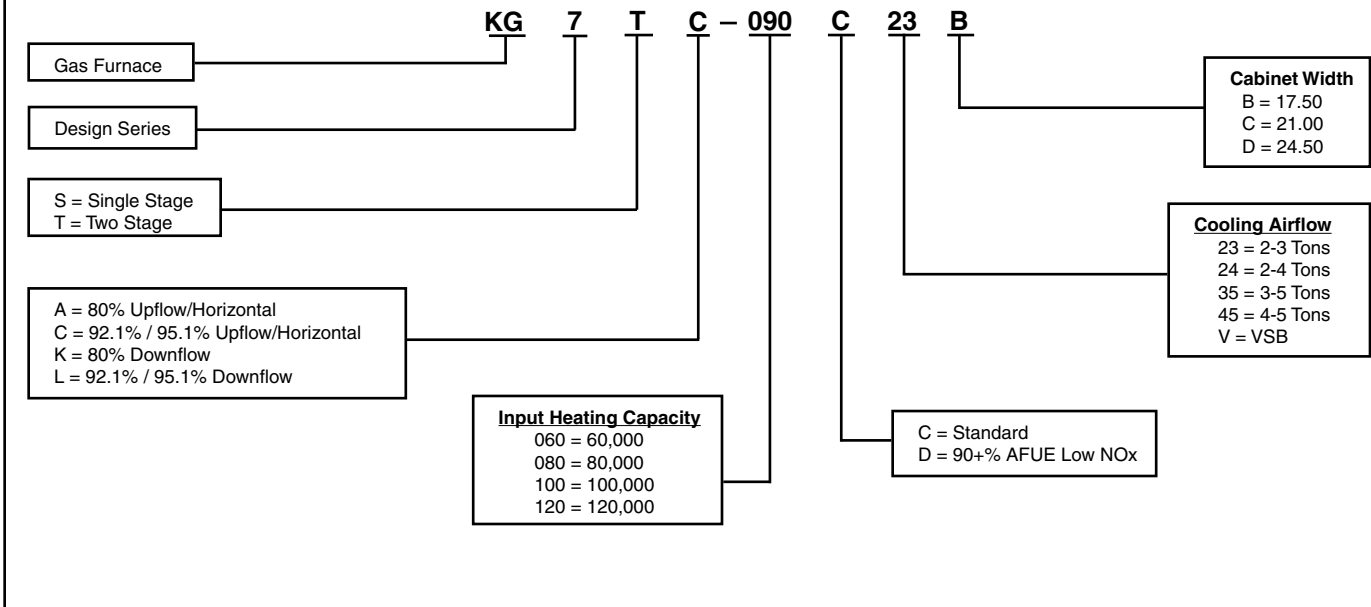 KG 7 T C – 090 C 23 B
Gas Furnace
Design Series
S = Single Stage
T = Two Stage
A = 80% Upflow/Horizontal
C = 92.1% / 95.1% Upflow/Horizontal
K = 80% Downflow
L = 92.1% / 95.1% Downflow
Input Heating Capacity
060 = 60,000
080 = 80,000
100 = 100,000
120 = 120,000
C = Standard
D = 90+% AFUE Low NOx
Cooling Airflow
23 = 2-3 Tons
24 = 2-4 Tons
35 = 3-5 Tons
45 = 4-5 Tons
V = VSB
Cabinet Width
B = 17.50
C = 21.00
D = 24.50